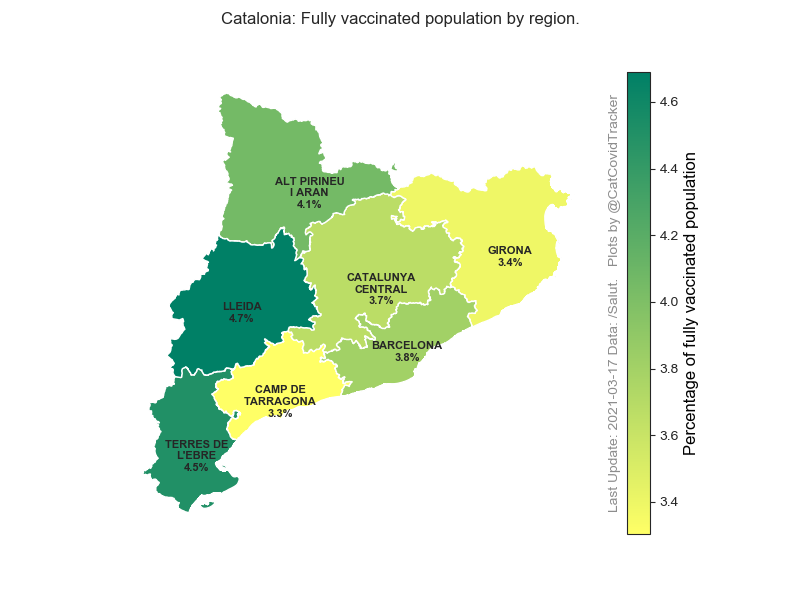 Catalonia: Fully vaccinated population by region.
ALT PIRINEU
I ARAN
4.1%
GIRONA
3.4%
CATALUNYA
CENTRAL
3.7%
LLEIDA
4.7%
BARCELONA
3.8%
CAMP DE
TARRAGONA
3.3%
TERRES DE
L'EBRE
4.5%
Last Update: 2021-03-17 Data: /Salut.   Plots by @CatCovidTracker
4.6
4.4
4.2
4.0
3.8
3.6
3.4
Percentage of fully vaccinated population